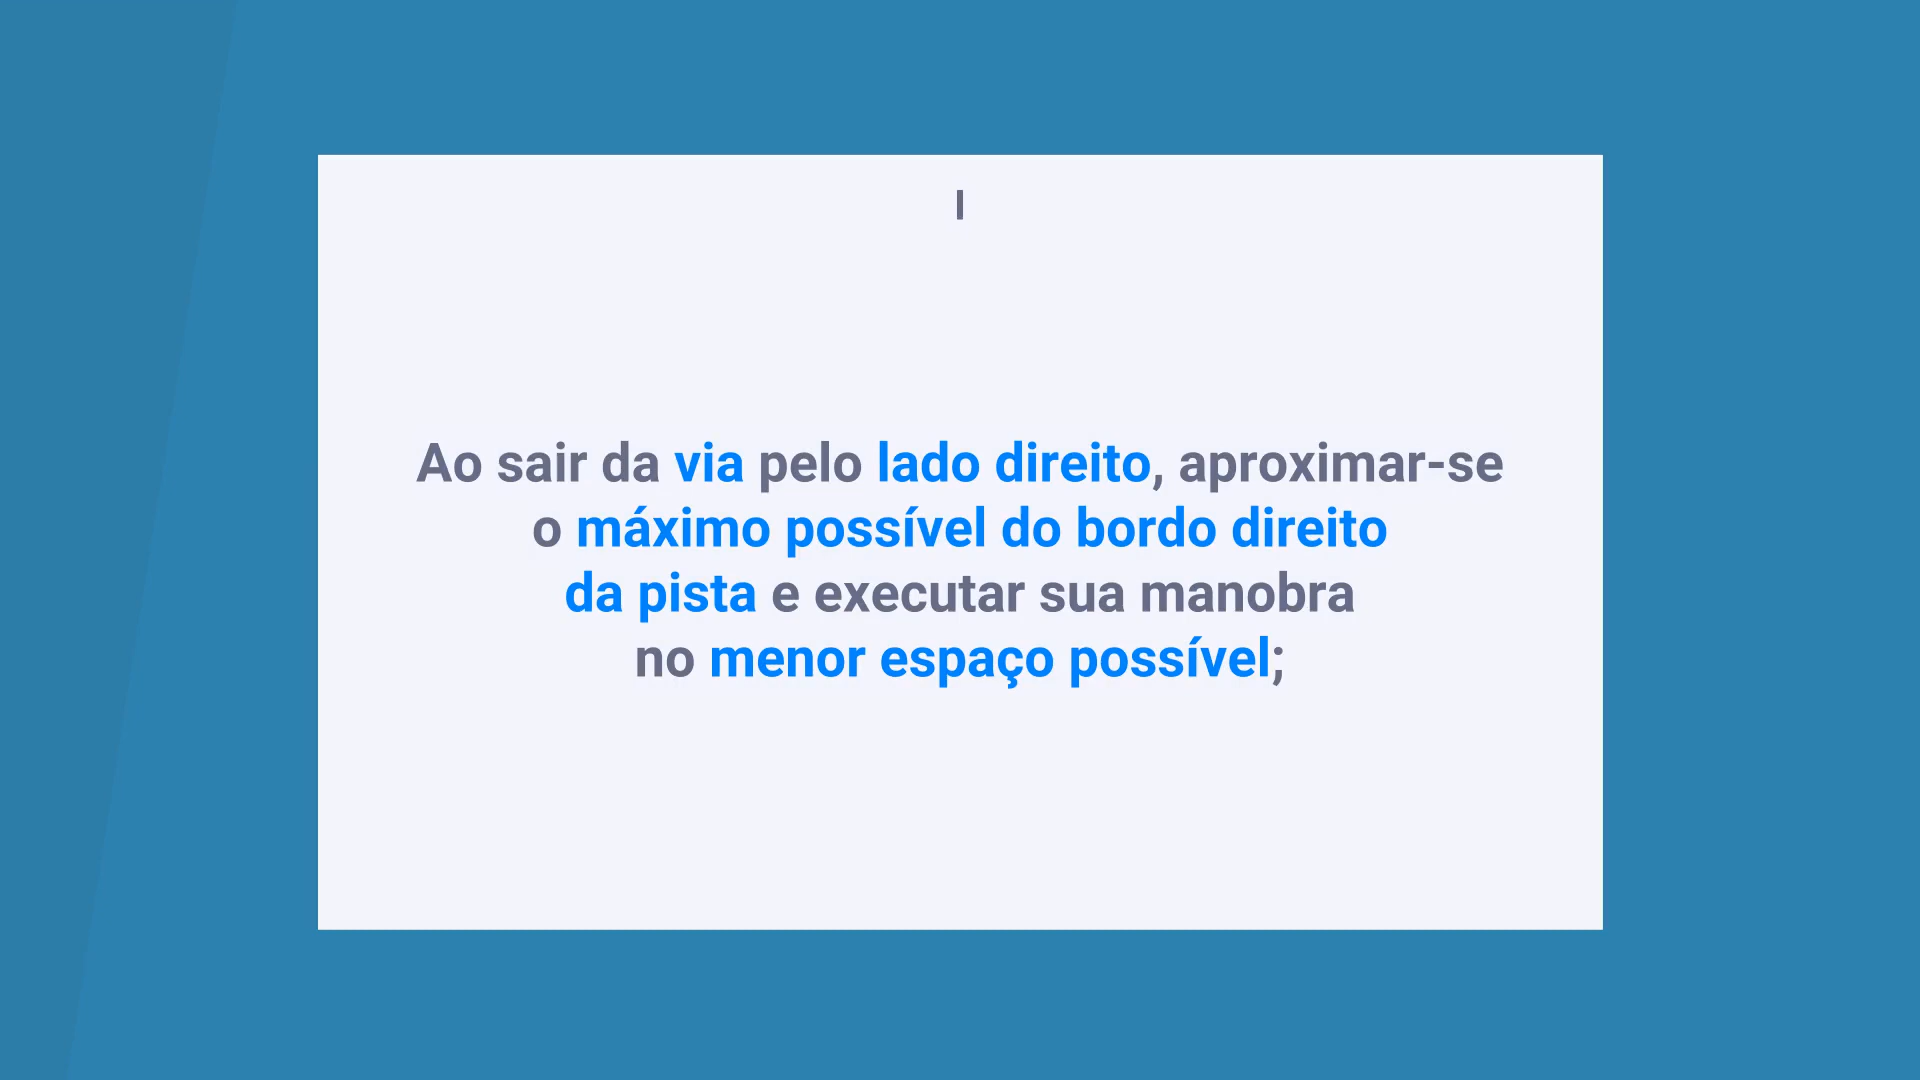 I
Ao sair da via pelo lado direito, aproximar-se
o máximo possível do bordo direito
da pista e executar sua manobra
no menor espaço possível;